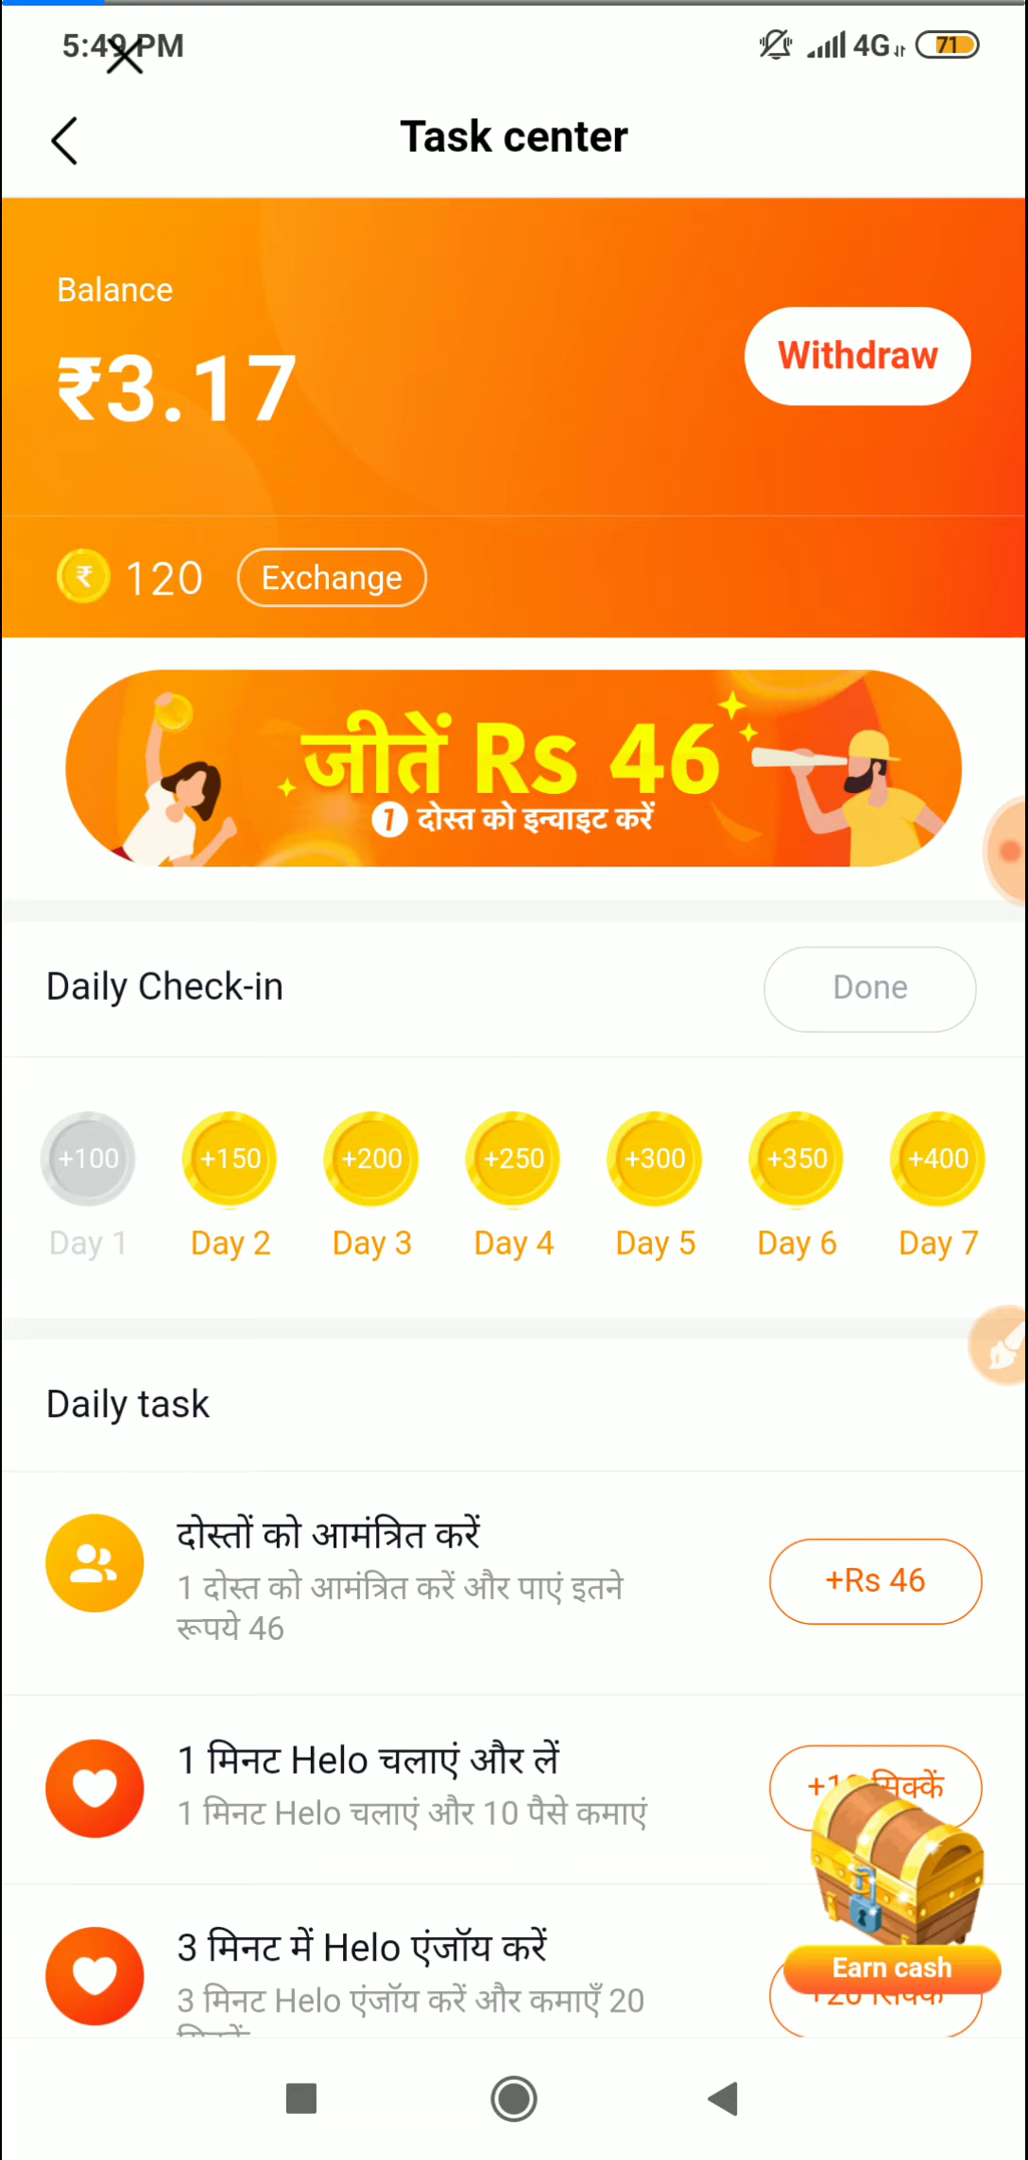 5:49 PM
4G 71
Task center
Balance
₹3.17
Withdraw
₹ 120 Exchange
जीतें Rs 46
1 दोस्त को इन्वाइट करें
Daily Check-in
Done
+100 +150 +200 +250 +300 +350 +400
Day 1 Day 2 Day 3 Day 4 Day 5 Day 6 Day 7
Daily task
दोस्तों को आमंत्रित करें
1 दोस्त को आमंत्रित करें और पाएं इतने
रूपये 46
+Rs 46
1 मिनट Helo चलाएं और लें
1 मिनट Helo चलाएं और 10 पैसे कमाएं
सिक्कें
3 मिनट में Helo एंजॉय करें
3 मिनट Helo एंजॉय करें और कमाएँ 20
Earn cash